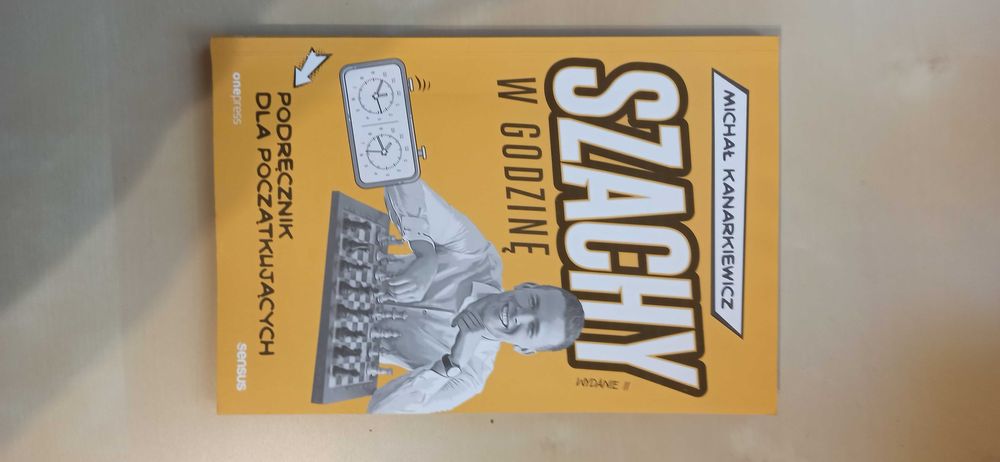 MICHAŁ KANARKIEWICZ
SZACHY
W GODZINĘ
WYDANIE II
PODRĘCZNIK
DLA POCZĄTKUJĄCYCH
onepress
sensus